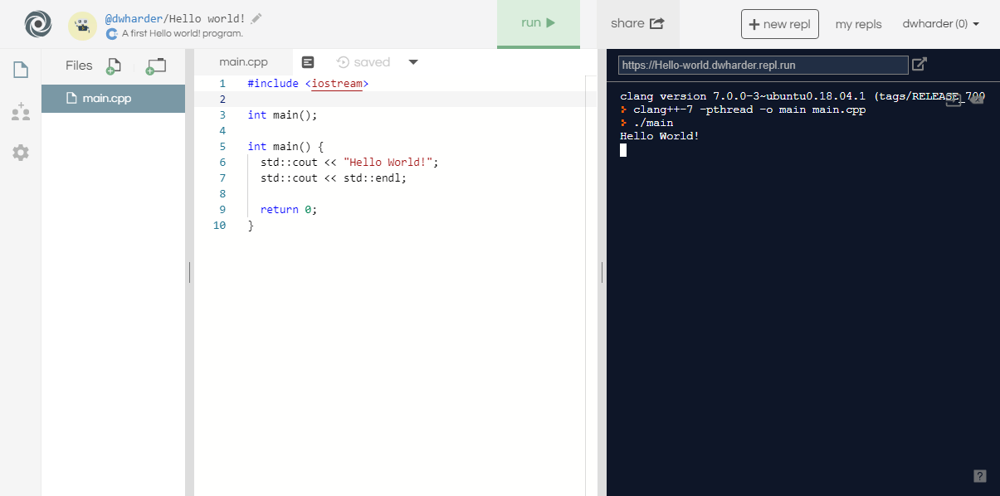 @dwharder/Hello world!
A first Hello world! program.
run
share
+ new repl
my repls
dwharder (0)
Files
main.cpp
main.cpp
saved
1 #include <iostream>
2
3 int main();
4
5 int main() {
6 std::cout << "Hello World!";
7 std::cout << std::endl;
8
9 return 0;
10 }
https://Hello-world.dwharder.repl.run
clang version 7.0.0-3~ubuntu0.18.04.1 (tags/RELEASE_700
clang++-7 -pthread -o main main.cpp
./main
Hello World!
?